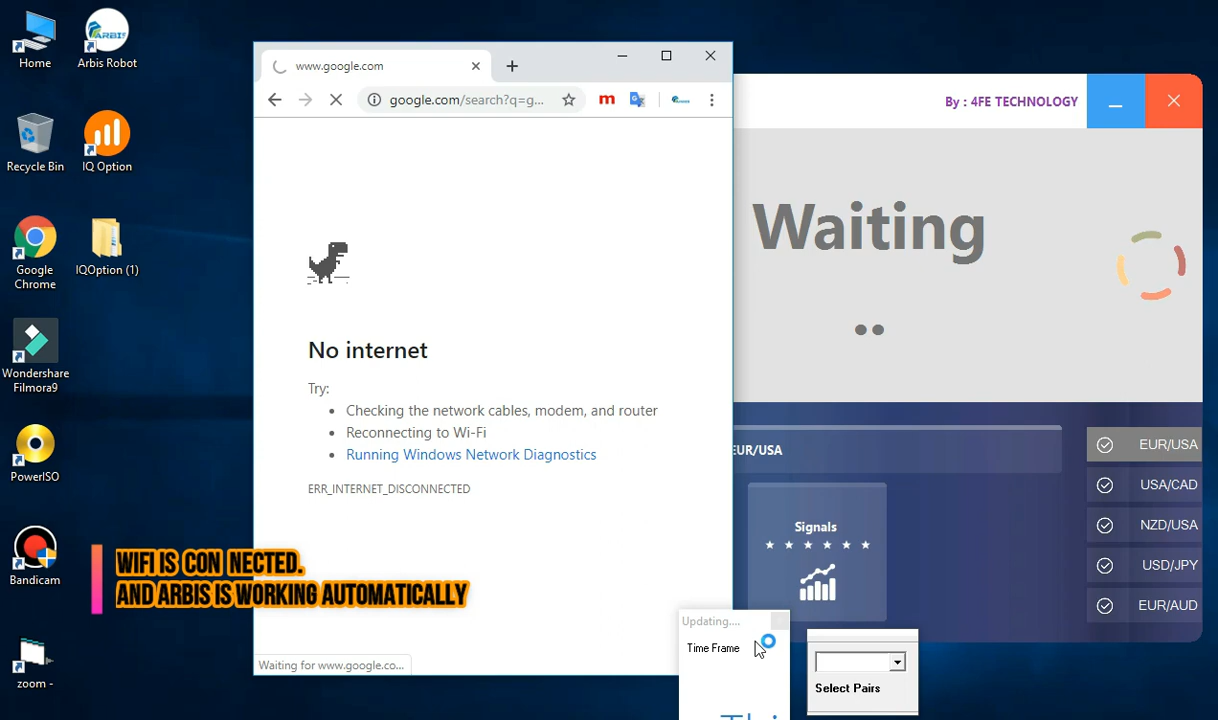 Home
Arbis Robot
Recycle Bin
IQ Option
Google
Chrome
IQOption (1)
Wondershare
Filmora9
PowerISO
Bandicam
zoom -
www.google.com
google.com/search?q=g...
m
No internet
Try:
Checking the network cables, modem, and router
Reconnecting to Wi-Fi
Running Windows Network Diagnostics
ERR_INTERNET_DISCONNECTED
Waiting for www.google.co...
WIFI IS CON NECTED.
AND ARBIS IS WORKING AUTOMATICALLY
By : 4FE TECHNOLOGY
Waiting
EUR/USA
Signals
EUR/USA
USA/CAD
NZD/USA
USD/JPY
EUR/AUD
Updating....
Time Frame
Select Pairs